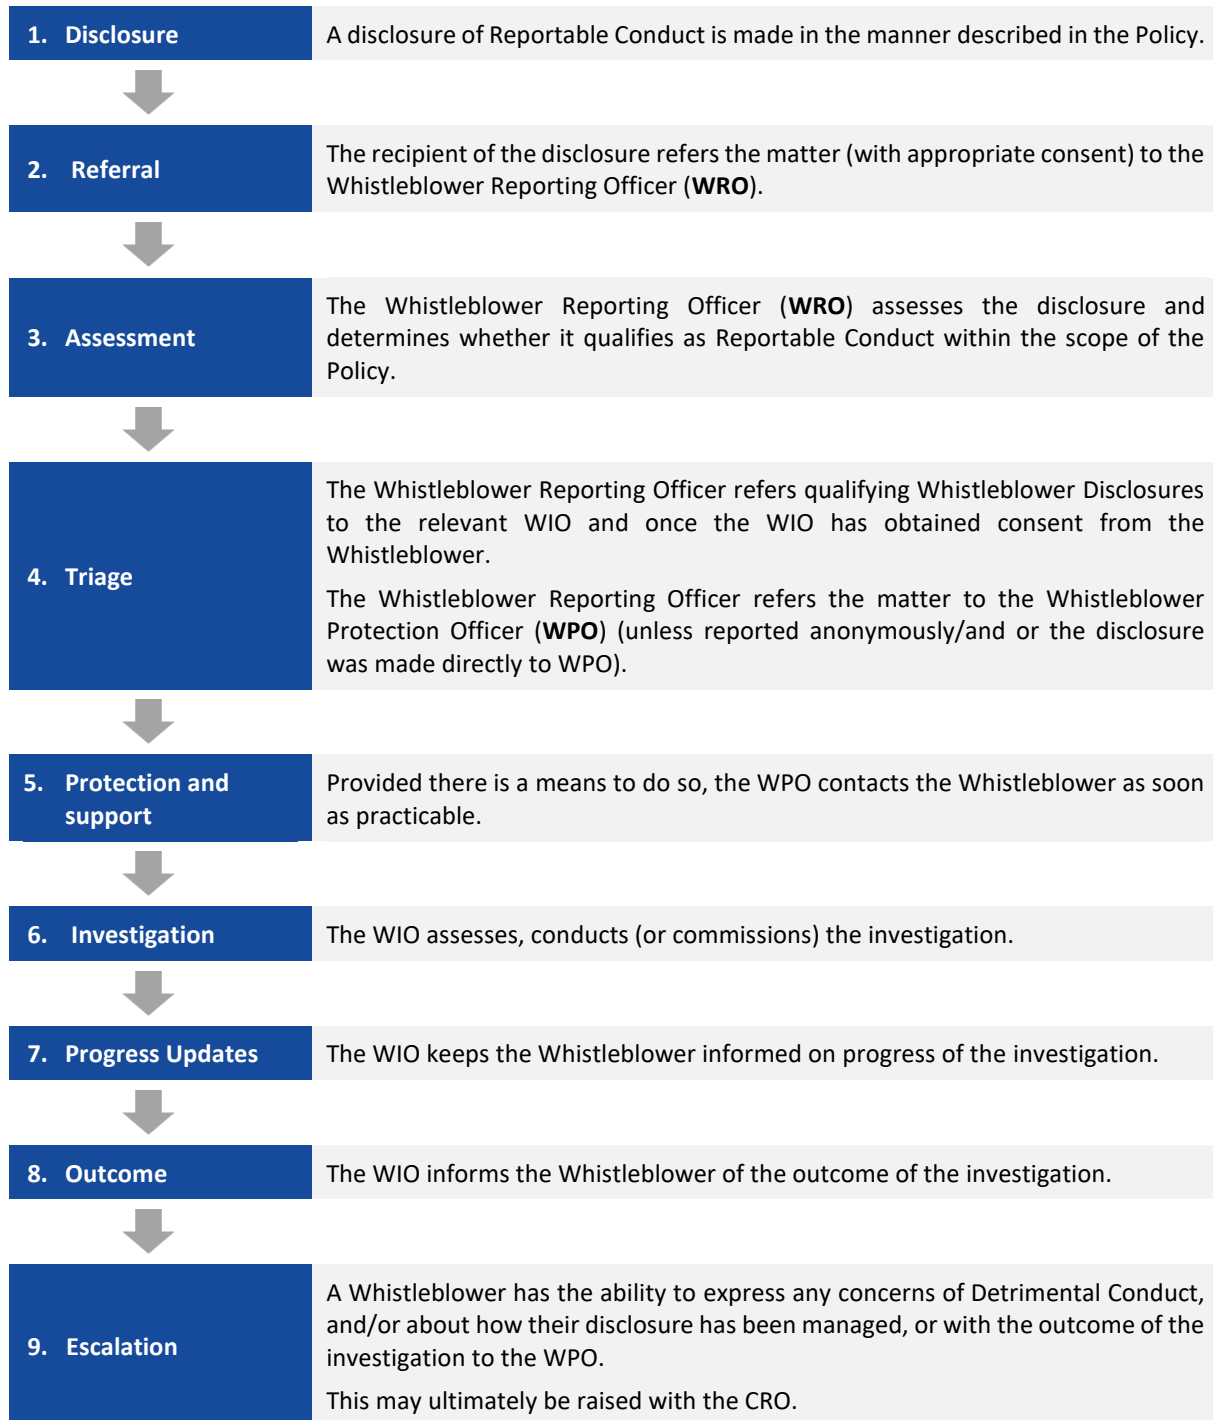 1. Disclosure
A disclosure of Reportable Conduct is made in the manner described in the Policy.
2. Referral
The recipient of the disclosure refers the matter (with appropriate consent) to the
Whistleblower Reporting Officer (WRO).
3. Assessment
The Whistleblower Reporting Officer (WRO) assesses the disclosure and
determines whether it qualifies as Reportable Conduct within the scope of the
Policy.
4. Triage
The Whistleblower Reporting Officer refers qualifying Whistleblower Disclosures
to the relevant WIO and once the WIO has obtained consent from the
Whistleblower.
The Whistleblower Reporting Officer refers the matter to the Whistleblower
Protection Officer (WPO) (unless reported anonymously/and or the disclosure
was made directly to WPO).
5. Protection and
support
Provided there is a means to do so, the WPO contacts the Whistleblower as soon
as practicable.
6. Investigation
The WIO assesses, conducts (or commissions) the investigation.
7. Progress Updates
The WIO keeps the Whistleblower informed on progress of the investigation.
8. Outcome
The WIO informs the Whistleblower of the outcome of the investigation.
9. Escalation
A Whistleblower has the ability to express any concerns of Detrimental Conduct,
and/or about how their disclosure has been managed, or with the outcome of the
investigation to the WPO.
This may ultimately be raised with the CRO.